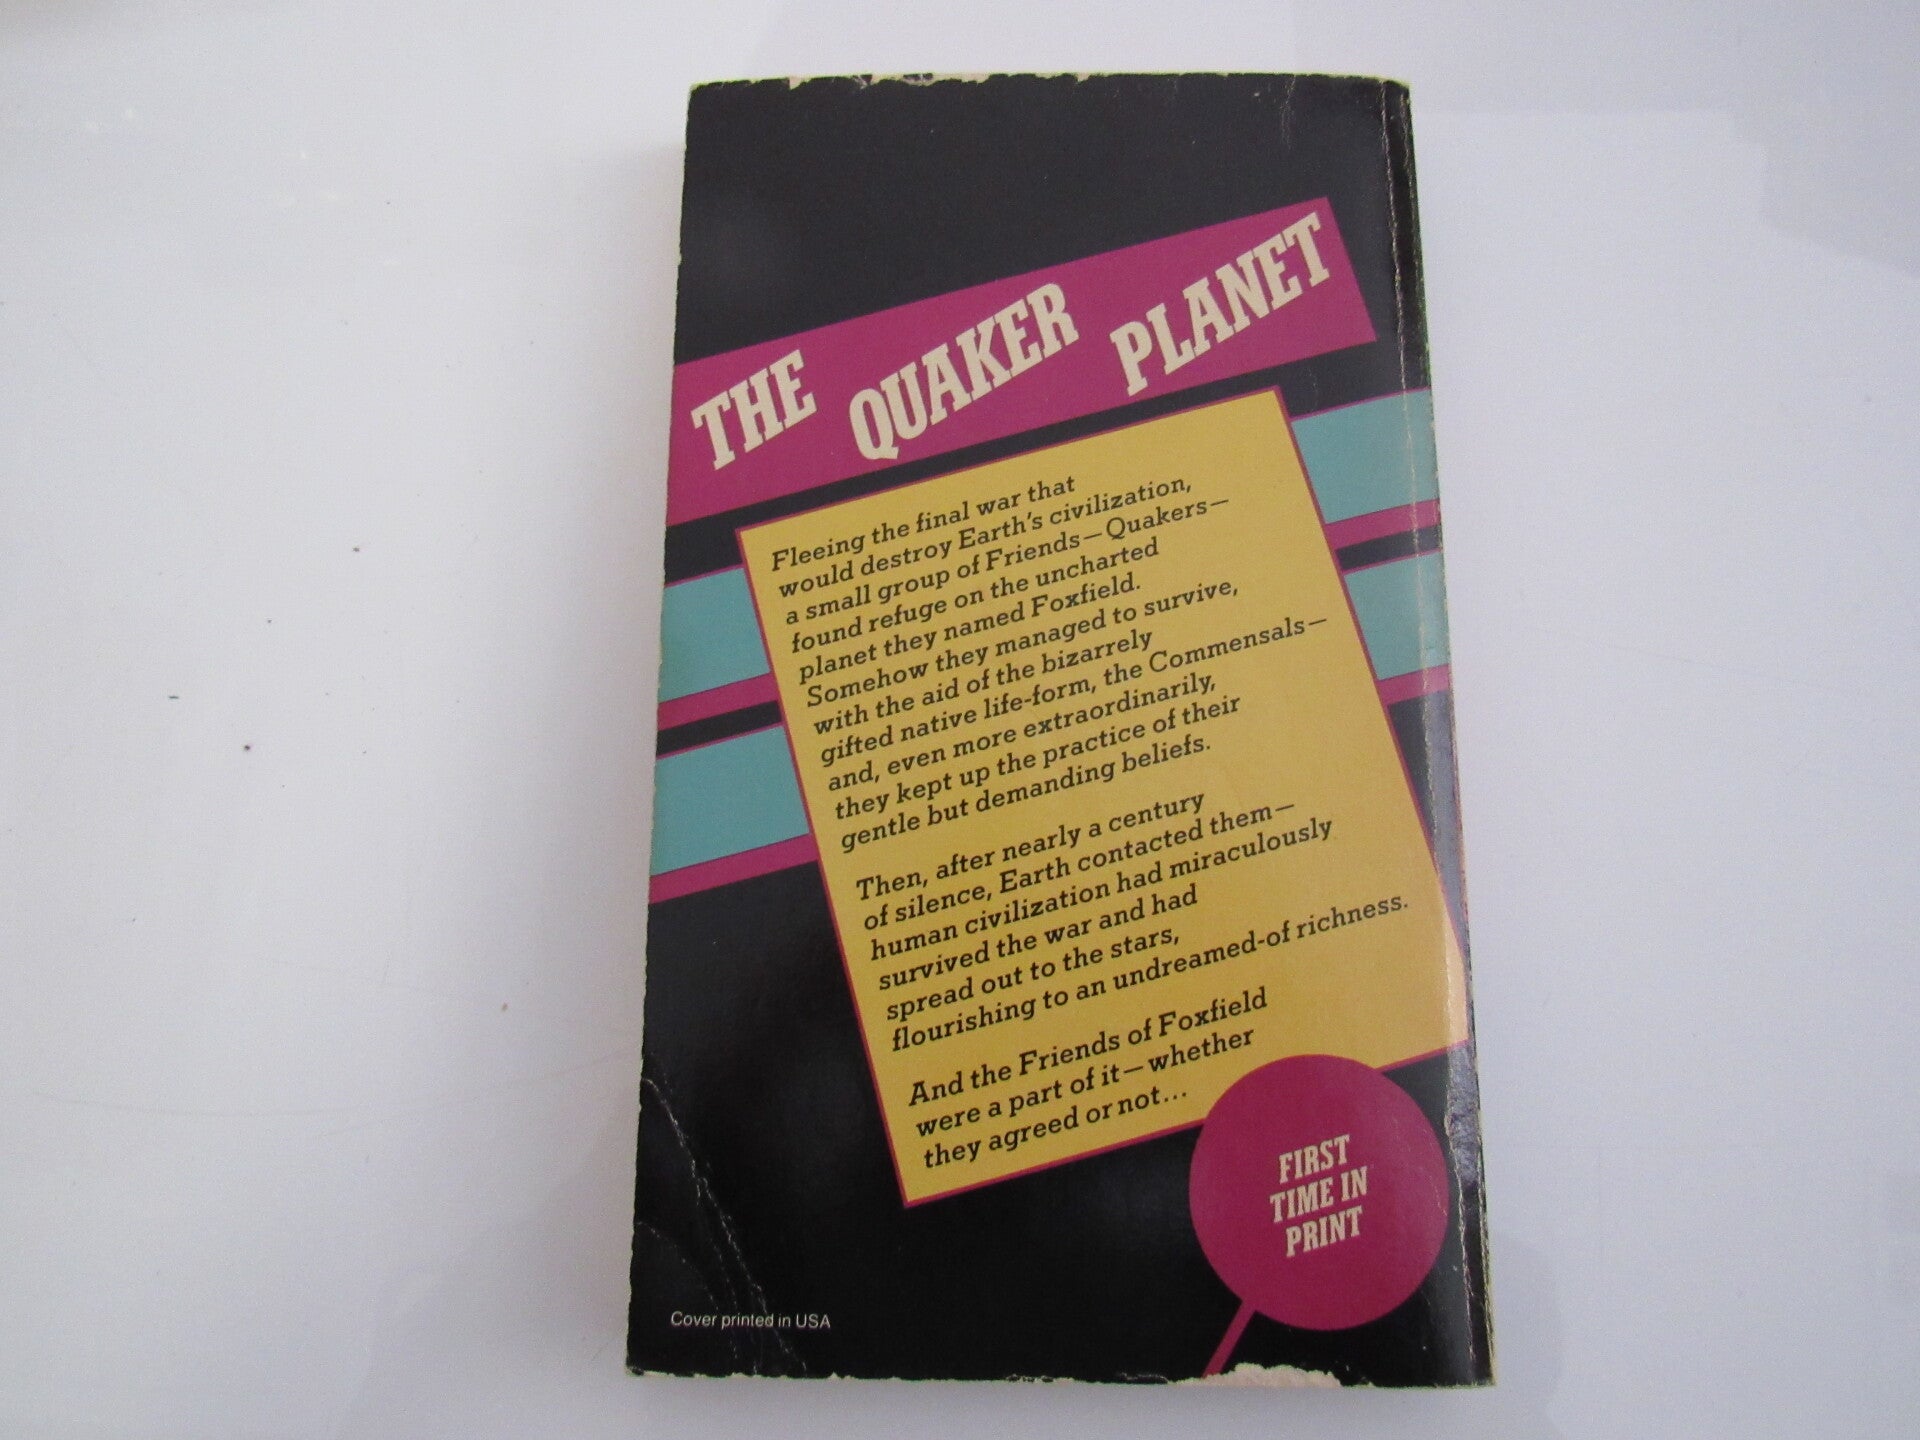 THE QUAKER PLANET
Fleeing the final war that
would destroy Earth's civilization,
a small group of Friends—Quakers—
found refuge on the uncharted
planet they named Foxfield.
Somehow they managed to survive,
with the aid of the bizarrely
gifted native life-form, the Commensals—
and, even more extraordinarily,
they kept up the practice of their
gentle but demanding beliefs.
Then, after nearly a century
of silence, Earth contacted them—
human civilization had miraculously
survived the war and had
spread out to the stars,
flourishing to an undreamed-of richness.
And the Friends of Foxfield
were a part of it—whether
they agreed or not...
FIRST
TIME IN
PRINT
Cover printed in USA